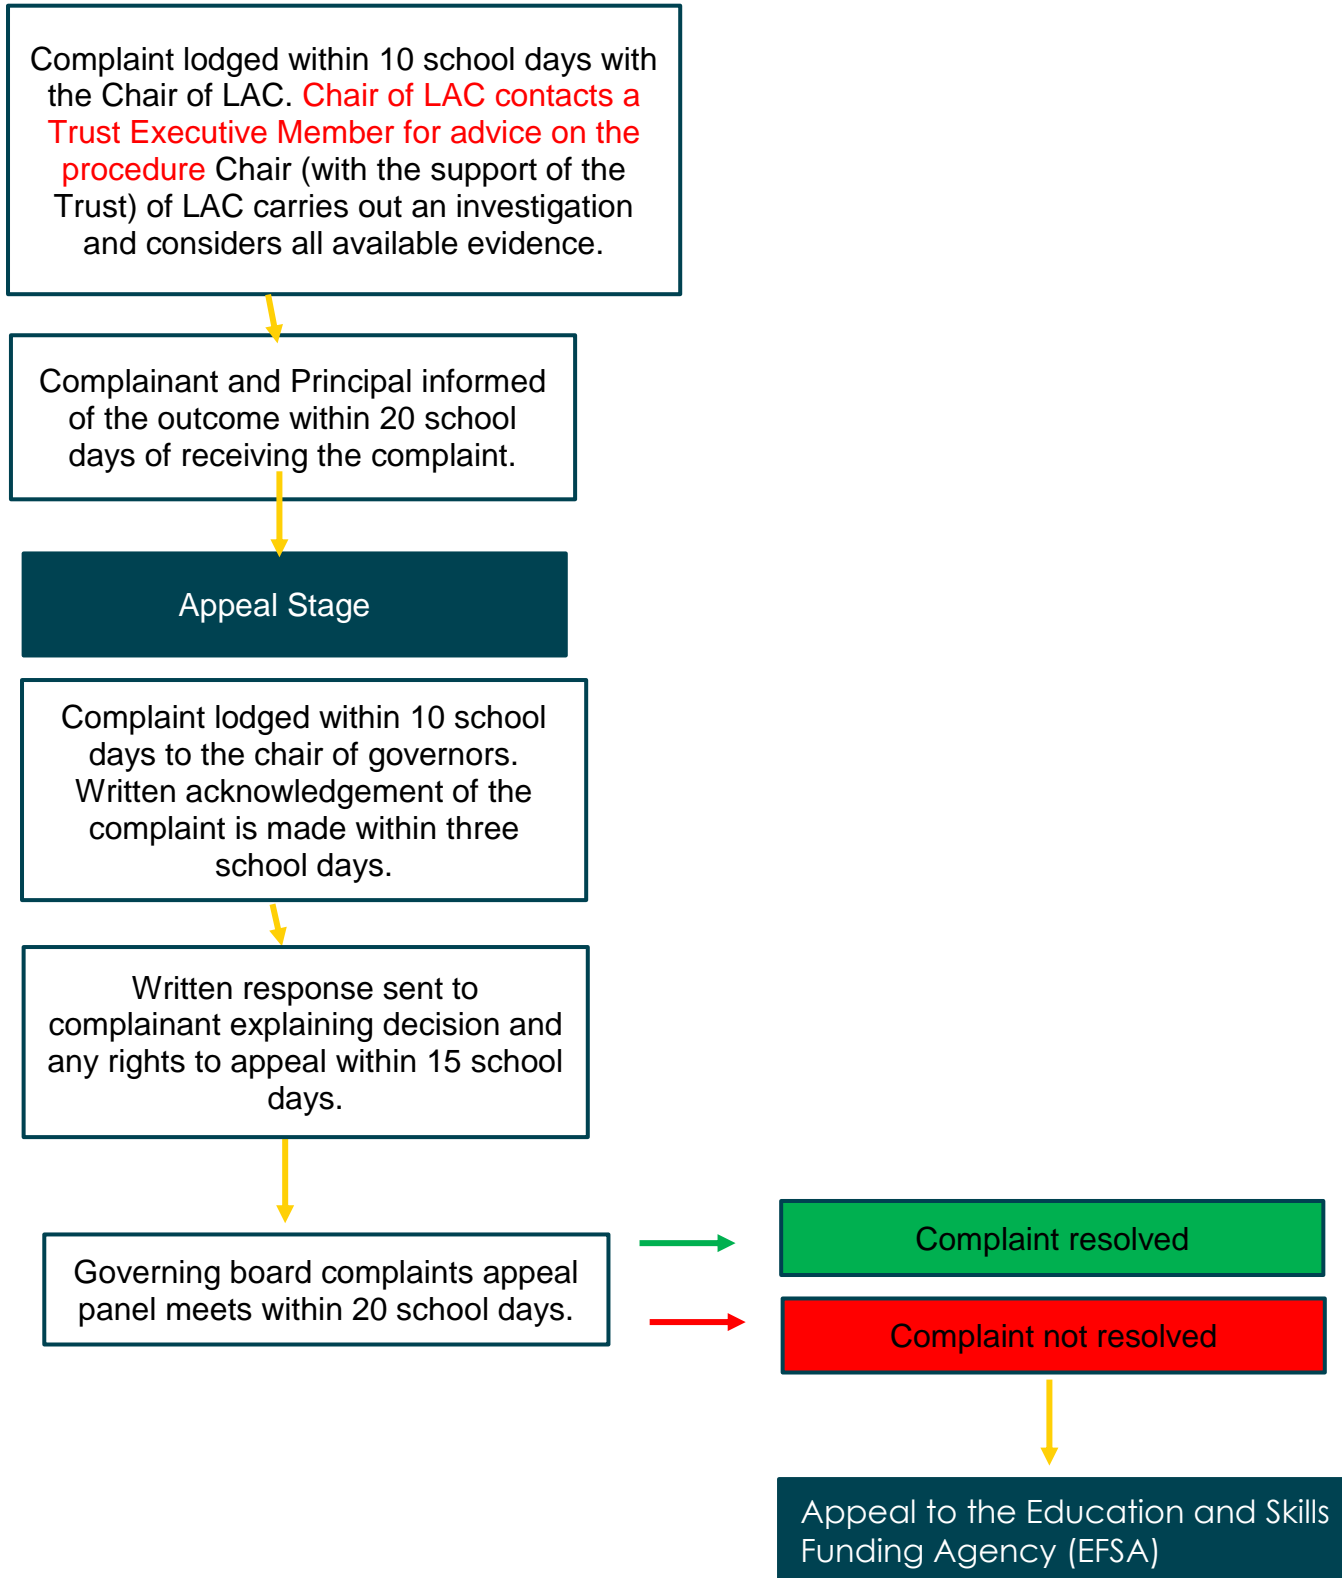 Complaint lodged within 10 school days with
the Chair of LAC. Chair of LAC contacts a
Trust Executive Member for advice on the
procedure Chair (with the support of the
Trust) of LAC carries out an investigation
and considers all available evidence.
Complainant and Principal informed
of the outcome within 20 school
days of receiving the complaint.
Appeal Stage
Complaint lodged within 10 school
days to the chair of governors.
Written acknowledgement of the
complaint is made within three
school days.
Written response sent to
complainant explaining decision and
any rights to appeal within 15 school
days.
Governing board complaints appeal
panel meets within 20 school days.
Complaint resolved
Complaint not resolved
Appeal to the Education and Skills
Funding Agency (EFSA)